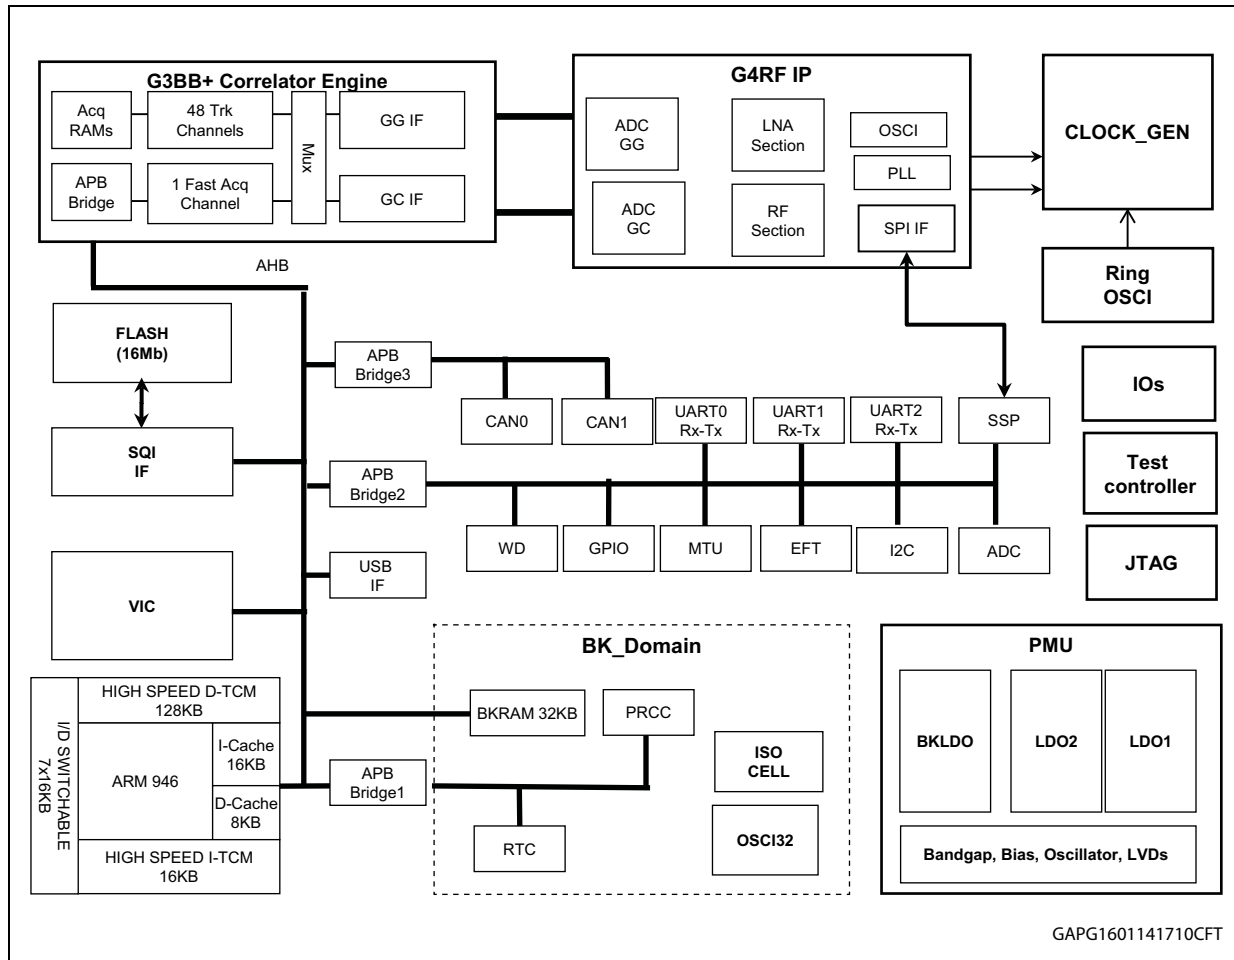 G3BB+ Correlator Engine
Acq
RAMs
48 Trk
Channels
Mux
GG IF
APB
Bridge
1 Fast Acq
Channel
GC IF
G4RF IP
ADC
GG
LNA
Section
OSCI
PLL
ADC
GC
RF
Section
SPI IF
CLOCK_GEN
Ring
OSCI
AHB
FLASH
(16Mb)
APB
Bridge3
CAN0
CAN1
UART0
Rx-Tx
UART1
Rx-Tx
UART2
Rx-Tx
SSP
IOs
SQI
IF
APB
Bridge2
WD
GPIO
MTU
EFT
I2C
ADC
Test
controller
JTAG
VIC
USB
IF
BK_Domain
BKRAM 32KB
PRCC
ISO
CELL
OSCI32
RTC
APB
Bridge1
I/D SWITCHABLE
7x16KB
HIGH SPEED D-TCM
128KB
ARM 946
I-Cache
16KB
D-Cache
8KB
HIGH SPEED I-TCM
16KB
PMU
BKLDO
LDO2
LDO1
Bandgap, Bias, Oscillator, LVDs
GAPG1601141710CFT